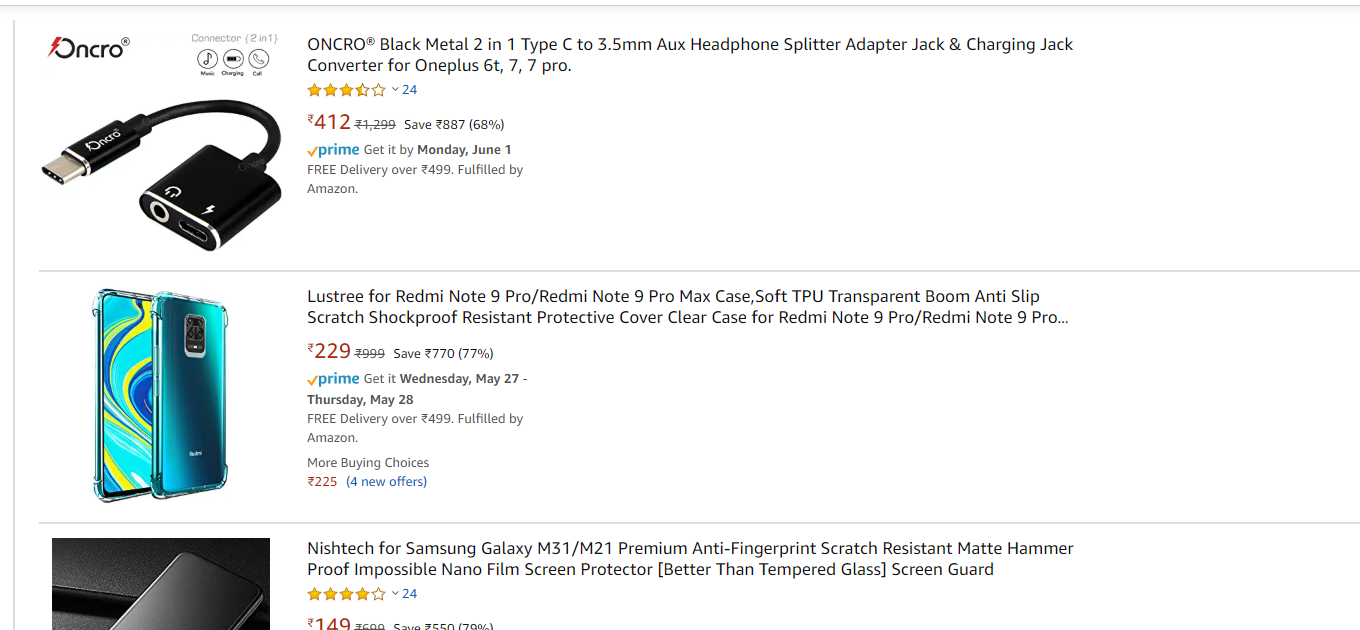 Oncro®
Connector {2 in1}
Music Charging Call
Oncro®
ONCRO® Black Metal 2 in 1 Type C to 3.5mm Aux Headphone Splitter Adapter Jack & Charging Jack
Converter for Oneplus 6t, 7, 7 pro.
24
₹412 ₹1,299 Save ₹887 (68%)
prime Get it by Monday, June 1
FREE Delivery over ₹499. Fulfilled by
Amazon.
Lustree for Redmi Note 9 Pro/Redmi Note 9 Pro Max Case,Soft TPU Transparent Boom Anti Slip
Scratch Shockproof Resistant Protective Cover Clear Case for Redmi Note 9 Pro/Redmi Note 9 Pro...
₹229 ₹999 Save ₹770 (77%)
prime Get it Wednesday, May 27 -
Thursday, May 28
FREE Delivery over ₹499. Fulfilled by
Amazon.
More Buying Choices
₹225 (4 new offers)
Redmi
Nishtech for Samsung Galaxy M31/M21 Premium Anti-Fingerprint Scratch Resistant Matte Hammer
Proof Impossible Nano Film Screen Protector [Better Than Tempered Glass] Screen Guard
24
₹149 ₹699 Save ₹550 (79%)